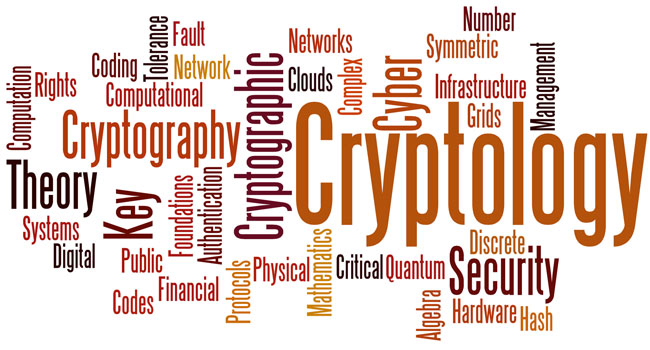 Number
Fault
Tolerance
Networks
Symmetric
Coding
Network
Cryptographic
Clouds
Complex
Cyber
Infrastructure
Management
Computation
Rights
Computational
Grids
Cryptography
Cryptology
Theory
Key
Foundations
Authentication
Systems
Digital
Public
Financial
Codes
Protocols
Physical
Mathematics
Critical
Quantum
Discrete
Security
Algebra
Hardware
Hash